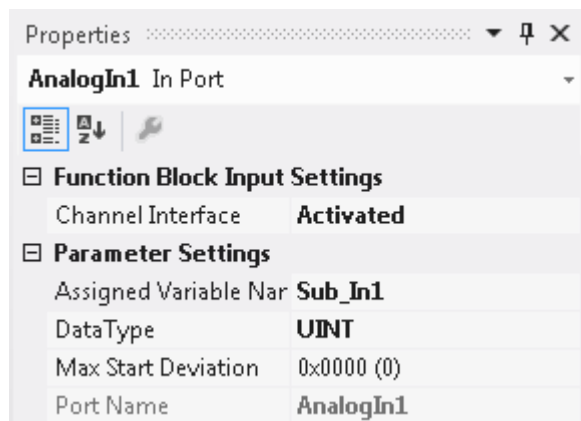 Properties
AnalogIn1 In Port
Function Block Input Settings
Channel Interface Activated
Parameter Settings
Assigned Variable Nar Sub_In1
DataType UINT
Max Start Deviation 0x0000 (0)
Port Name AnalogIn1